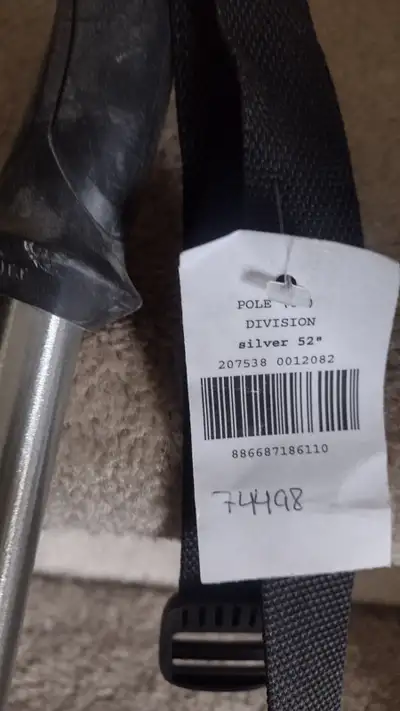 POLE
DIVISION
silver 52"
207538 0012082
886687186110
74498